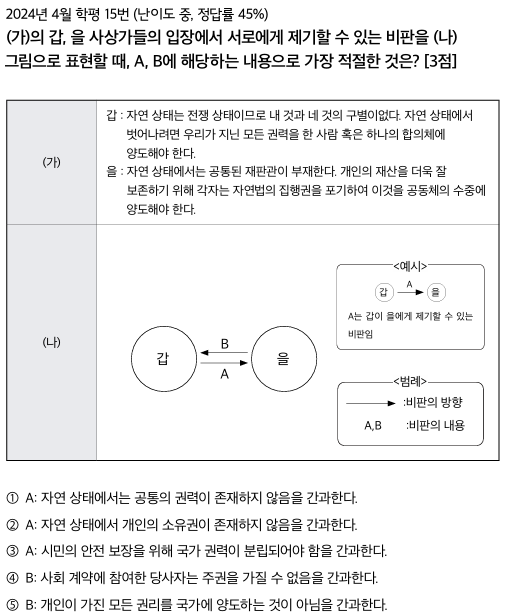 2024년 4월 학평 15번 (난이도 중, 정답률 45%)
(가)의 갑, 을 사상가들의 입장에서 서로에게 제기할 수 있는 비판을 (나)
그림으로 표현할 때, A, B에 해당하는 내용으로 가장 적절한 것은? [3점]
(가)
갑 : 자연 상태는 전쟁 상태이므로 내 것과 네 것의 구별이없다. 자연 상태에서
벗어나려면 우리가 지닌 모든 권력을 한 사람 혹은 하나의 합의체에
양도해야 한다.
을 : 자연 상태에서는 공통된 재판관이 부재한다. 개인의 재산을 더욱 잘
보존하기 위해 각자는 자연법의 집행권을 포기하여 이것을 공동체의 수중에
양도해야 한다.
(나)
갑
B
A
을
<예시>
갑
A
을
A는 갑이 을에게 제기할 수 있는
비판임
<범례>
:비판의 방향
A,B :비판의 내용
① A: 자연 상태에서는 공통의 권력이 존재하지 않음을 간과한다.
② A: 자연 상태에서 개인의 소유권이 존재하지 않음을 간과한다.
③ A: 시민의 안전 보장을 위해 국가 권력이 분립되어야 함을 간과한다.
④ B: 사회 계약에 참여한 당사자는 주권을 가질 수 없음을 간과한다.
⑤ B: 개인이 가진 모든 권리를 국가에 양도하는 것이 아님을 간과한다.